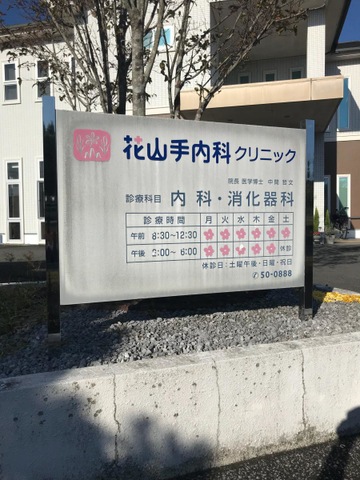 花山手内科クリニック
院長 医学博士 中間 哲文
診療科目 内科・消化器科
診療時間 月 火 水 木 金 土
午前 8:30〜12:30
午後 2:00〜6:00 休診
休診日:土曜午後・日曜・祝日
✆50-0888